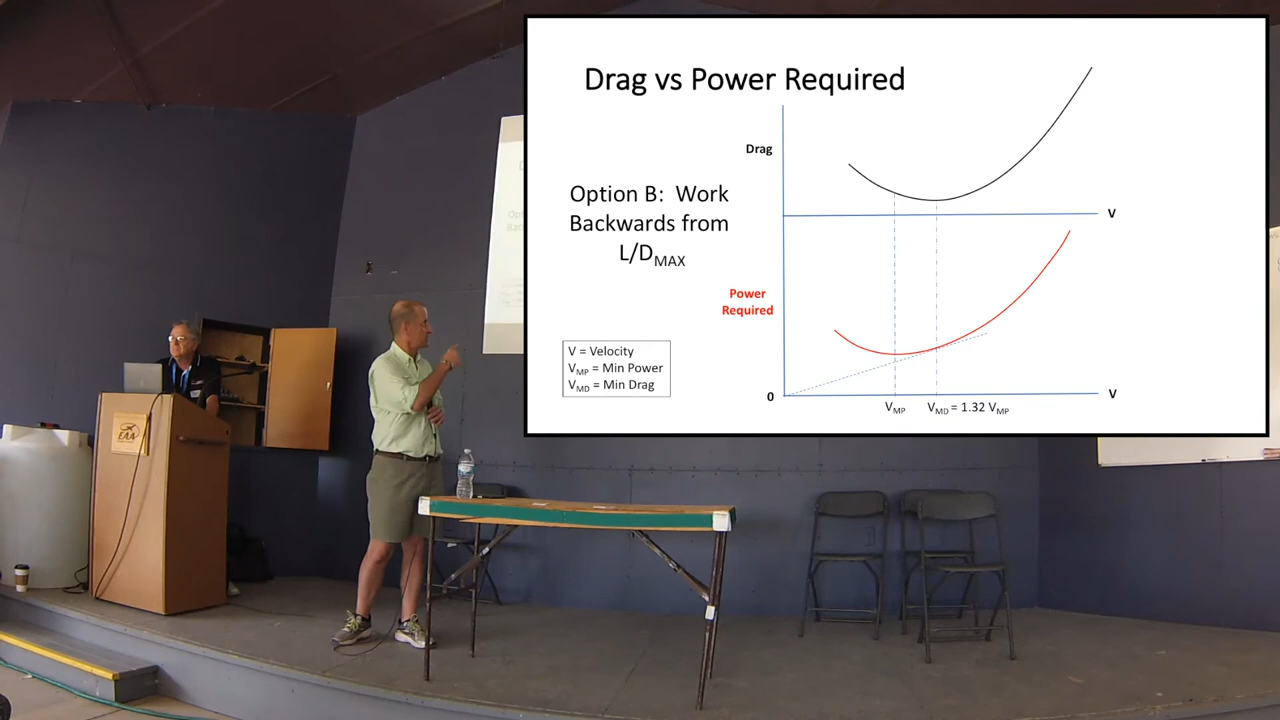 Drag vs Power Required
Drag
Option B:  Work
Backwards from
L/DMAX
V
Power
Required
V = Velocity
VMP = Min Power
VMD = Min Drag
0
V
VMP
VMD = 1.32 VMP
EAA